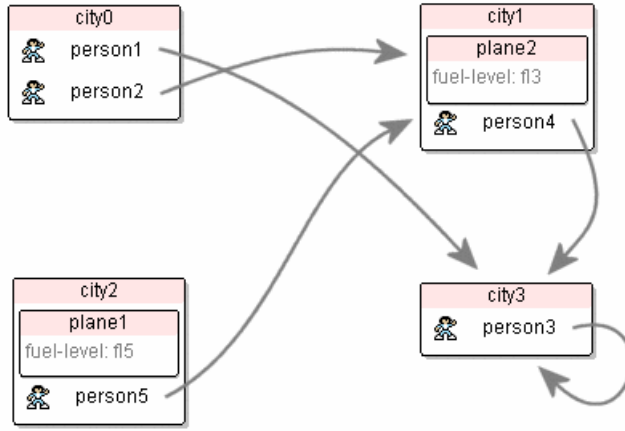 city0
person1
person2
city1
plane2
fuel-level: fl3
person4
city2
plane1
fuel-level: fl5
person5
city3
person3